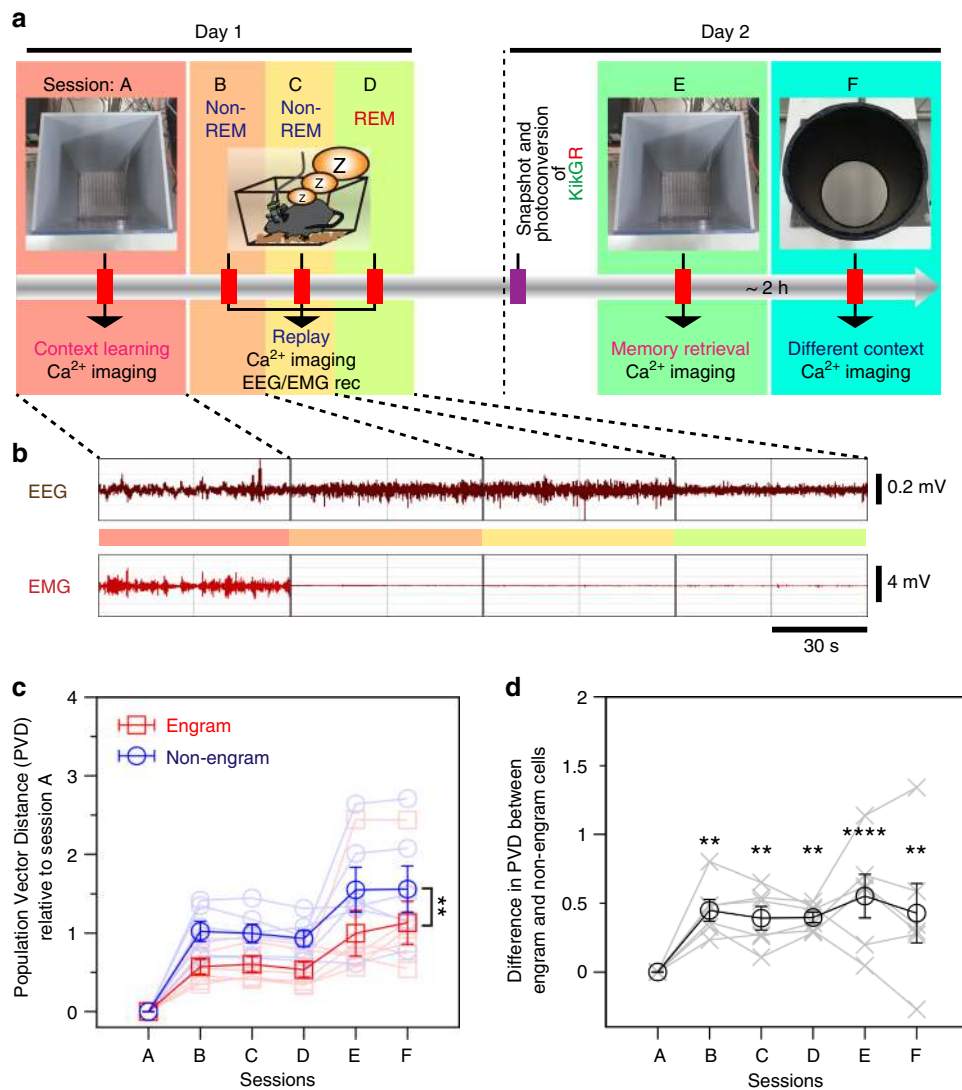 a
Day 1
Day 2
Session: A
B
C
D
E
F
Non-
REM
Non-
REM
REM
Z
z
z
Snapshot and
photoconversion
of
KikGR
~ 2 h
Context learning
Ca2+ imaging
Replay
Ca2+ imaging
EEG/EMG rec
Memory retrieval
Ca2+ imaging
Different context
Ca2+ imaging
b
EEG
0.2 mV
EMG
4 mV
30 s
c
Population Vector Distance (PVD)
relative to session A
4
3
2
1
0
Engram
Non-engram
**
A
B
C
D
E
F
Sessions
d
Difference in PVD between
engram and non-engram cells
2
1.5
1
0.5
0
**
**
**
****
**
A
B
C
D
E
F
Sessions